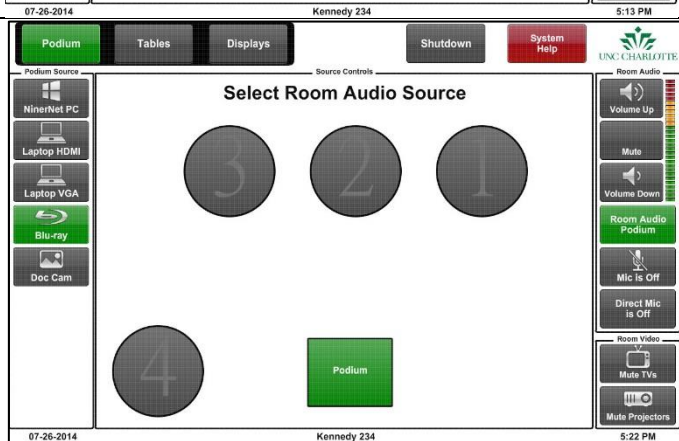 07-26-2014 Kennedy 234 5:13 PM
Podium Tables Displays Shutdown System Help
UNC CHARLOTTE
Podium Source
NinerNet PC
Laptop HDMI
Laptop VGA
Blu-ray
Doc Cam
Source Controls
Select Room Audio Source
3 2 1
4
Podium
Room Audio
Volume Up
Mute
Volume Down
Room Audio
Podium
Mic is Off
Direct Mic
is Off
Room Video
Mute TVs
Mute Projectors
07-26-2014 Kennedy 234 5:22 PM